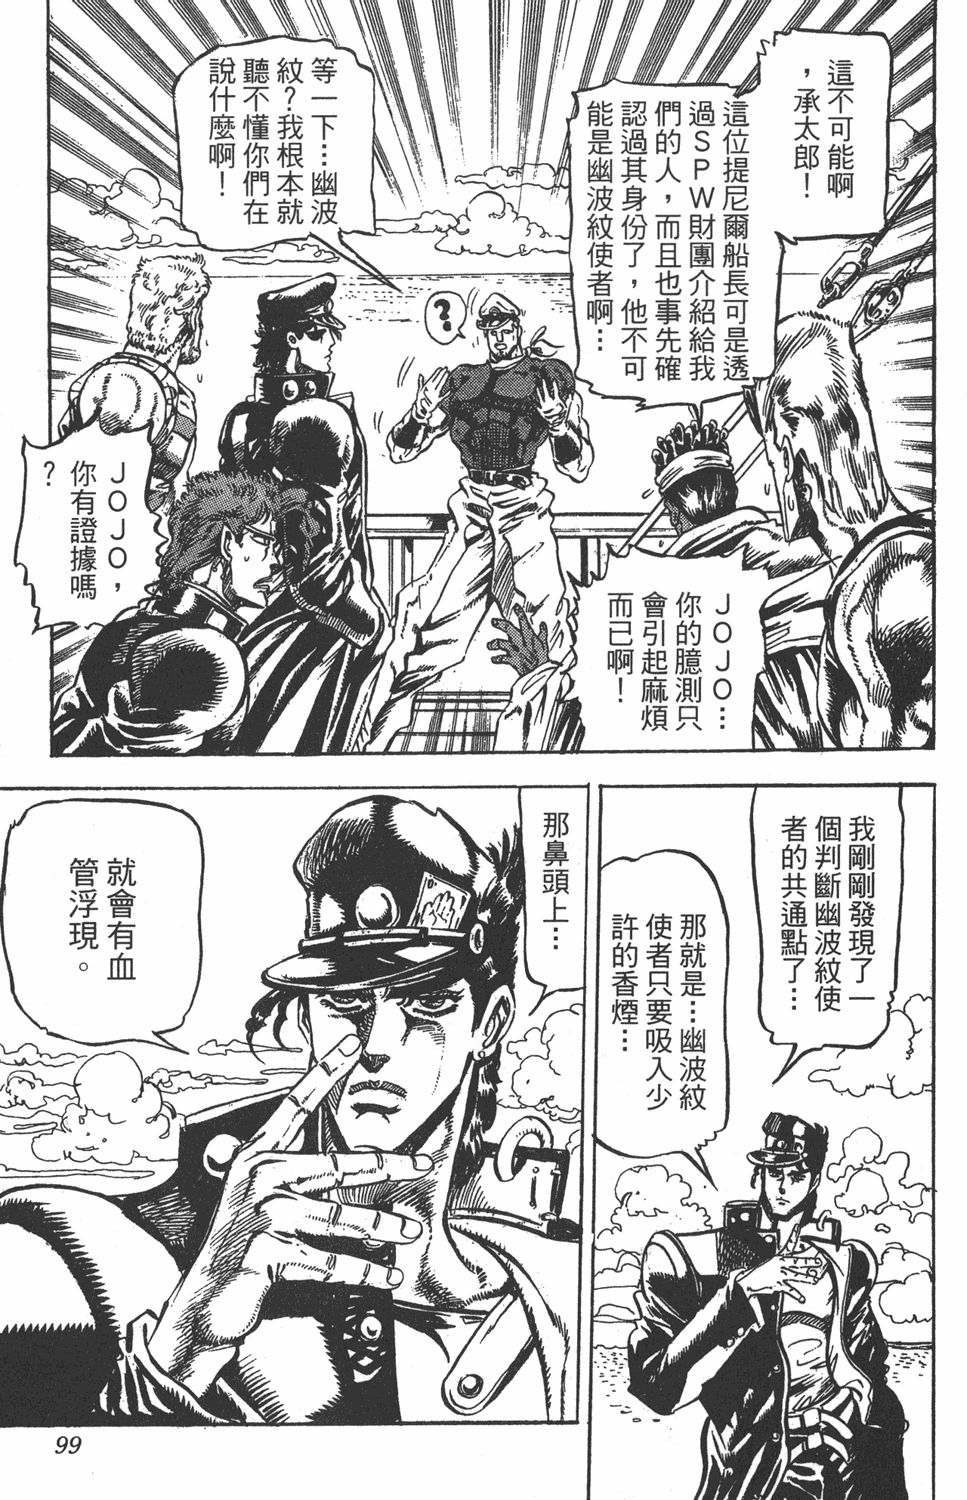 這不可能啊
，承太郎！
這位提尼爾船長可是透
過ＳＰＷ財團介紹給我
們的人，而且也事先確
認過其身份了，他不可
能是幽波紋使者啊…
等一下…幽波
紋？我根本就
聽不懂你們在
說什麼啊！
?
ＪＯＪＯ…
你的臆測只
會引起麻煩
而已啊！
ＪＯＪＯ，
你有證據嗎
？
我剛剛發現了一
個判斷幽波紋使
者的共通點了…
那就是…幽波紋
使者只要吸入少
許的香煙…
那鼻頭上…
就會有血
管浮現。
99